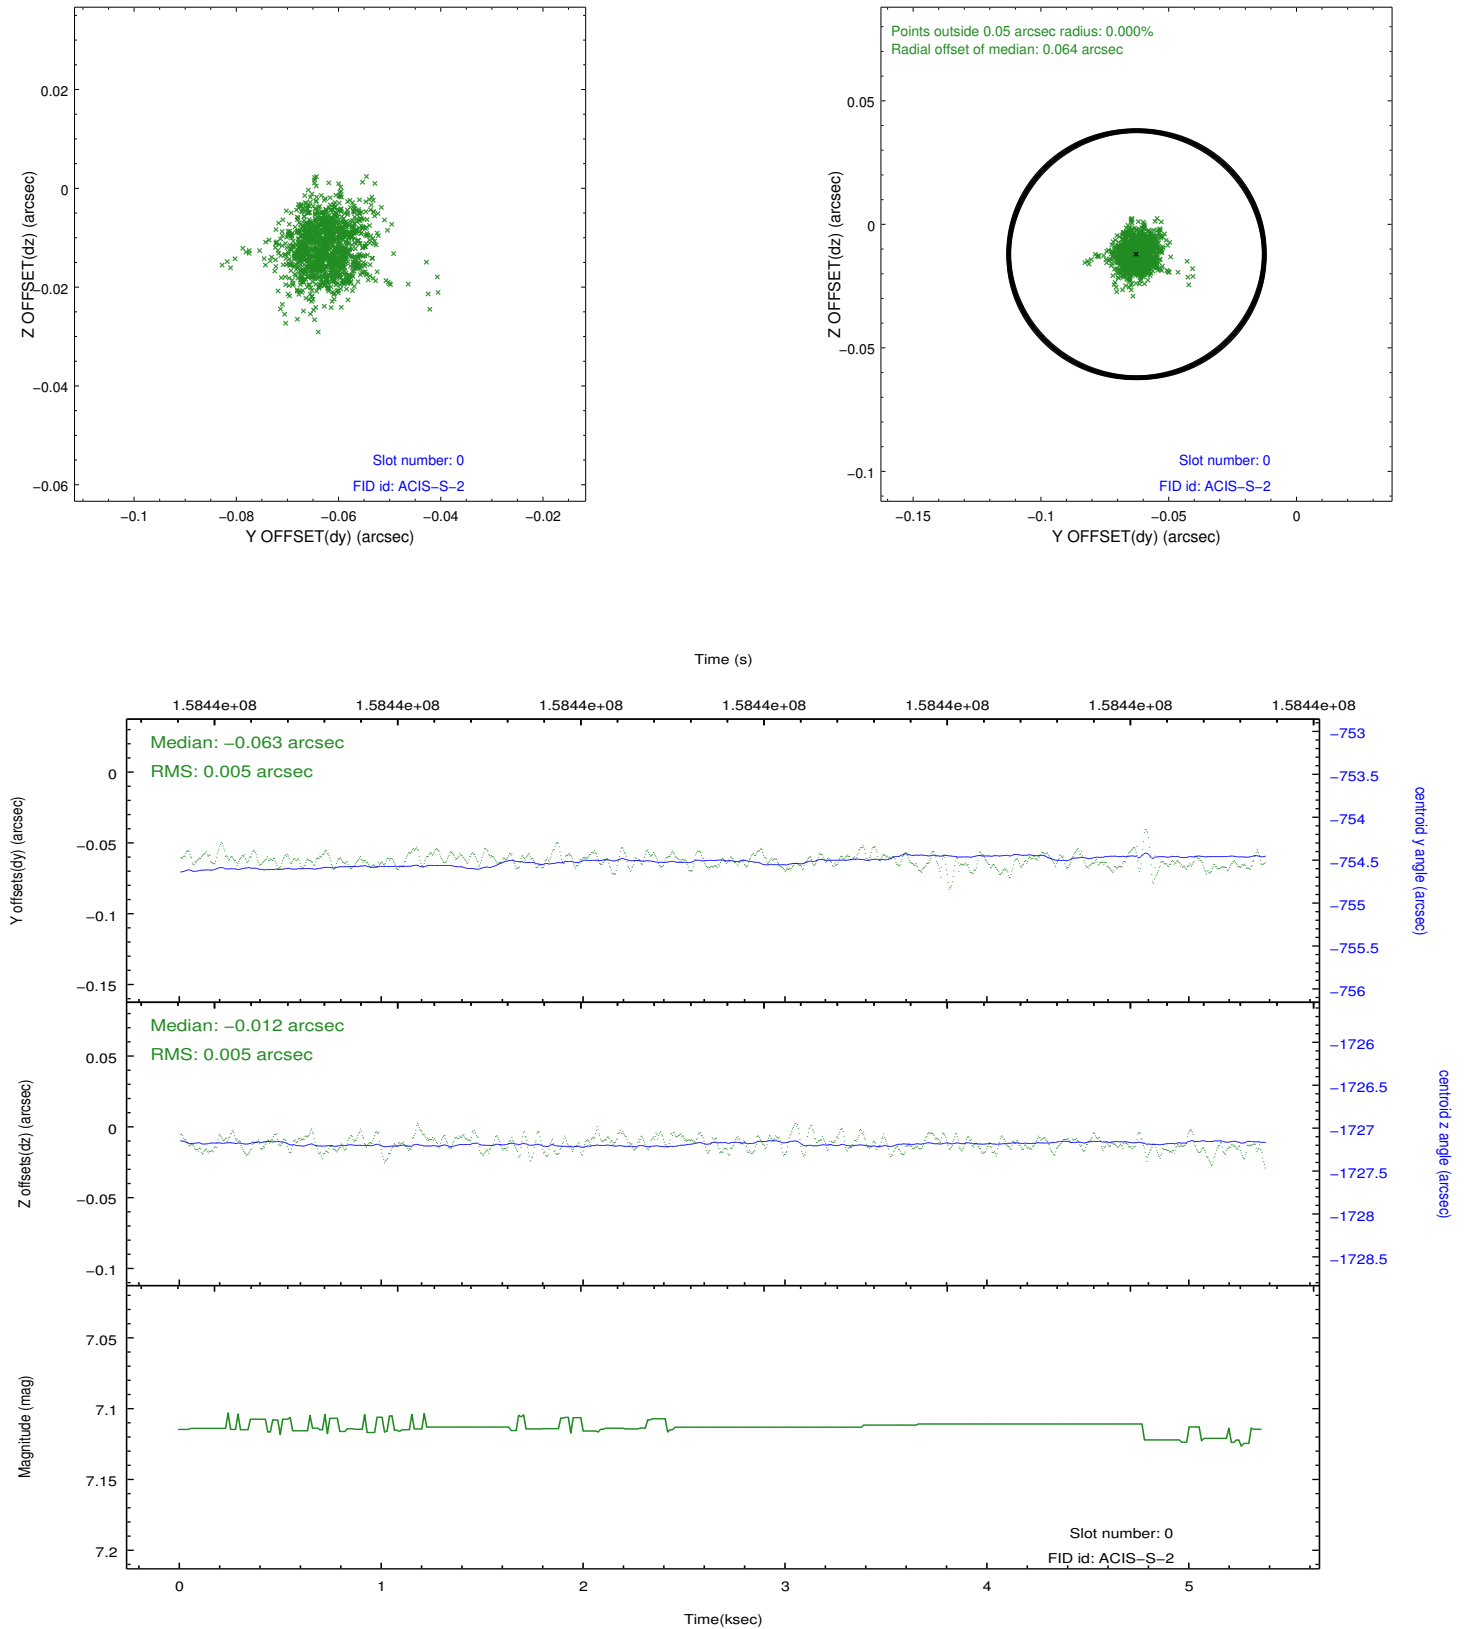 0.02
0
−0.02
−0.04
−0.06
Z OFFSET(dz) (arcsec)
Slot number: 0
FID id: ACIS−S−2
−0.1
−0.08
−0.06
−0.04
−0.02
Y OFFSET(dy) (arcsec)
Points outside 0.05 arcsec radius: 0.000%
Radial offset of median: 0.064 arcsec
0.05
0
−0.05
−0.1
Z OFFSET(dz) (arcsec)
Slot number: 0
FID id: ACIS−S−2
−0.15
−0.1
−0.05
0
Y OFFSET(dy) (arcsec)
Time (s)
1.5844e+08
1.5844e+08
1.5844e+08
1.5844e+08
1.5844e+08
1.5844e+08
1.5844e+08
Median: −0.063 arcsec
RMS: 0.005 arcsec
0
−0.05
−0.1
−0.15
Y offsets(dy) (arcsec)
−753
−753.5
−754
−754.5
−755
−755.5
−756
centroid y angle (arcsec)
Median: −0.012 arcsec
RMS: 0.005 arcsec
0.05
0
−0.05
−0.1
Z offsets(dz) (arcsec)
−1726
−1726.5
−1727
−1727.5
−1728
−1728.5
centroid z angle (arcsec)
7.05
7.1
7.15
7.2
Magnitude (mag)
Slot number: 0
FID id: ACIS−S−2
0
1
2
3
4
5
Time(ksec)